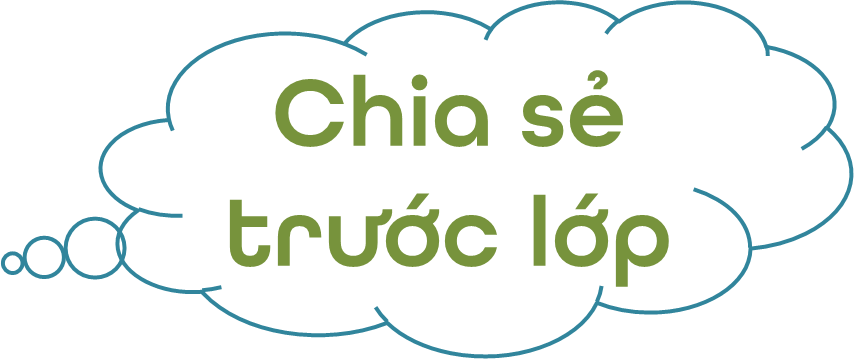 Chia sẻ
trước lớp